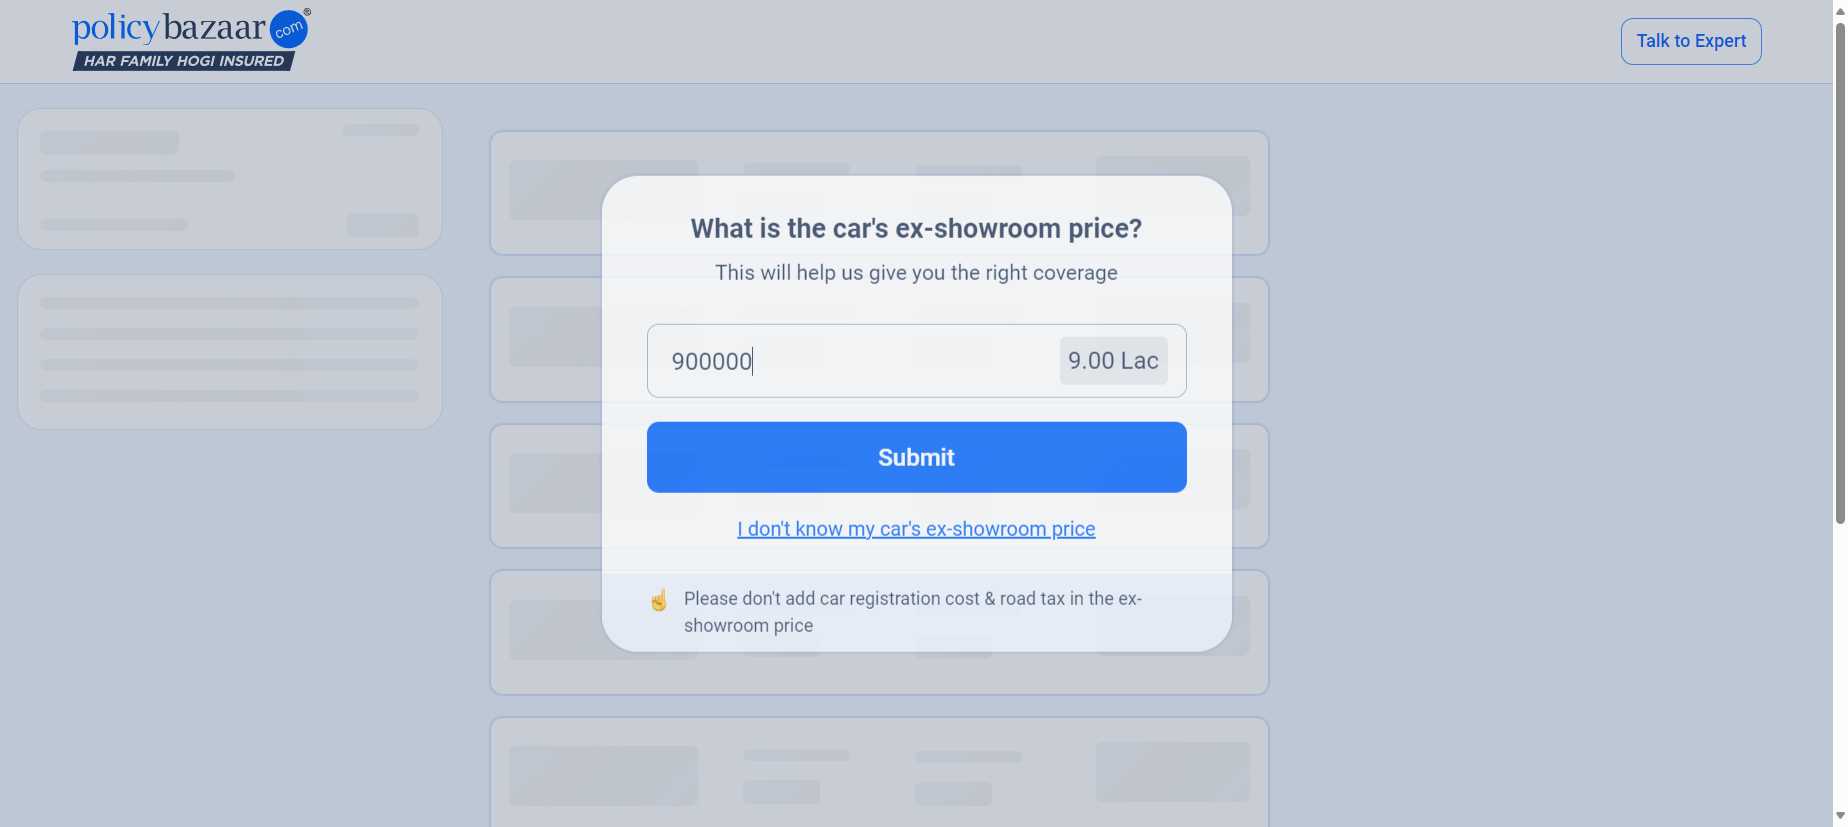 policybazaar com ®
HAR FAMILY HOGI INSURED
Talk to Expert
What is the car's ex-showroom price?
This will help us give you the right coverage
900000
9.00 Lac
Submit
I don't know my car's ex-showroom price
☝ Please don't add car registration cost & road tax in the ex-
showroom price